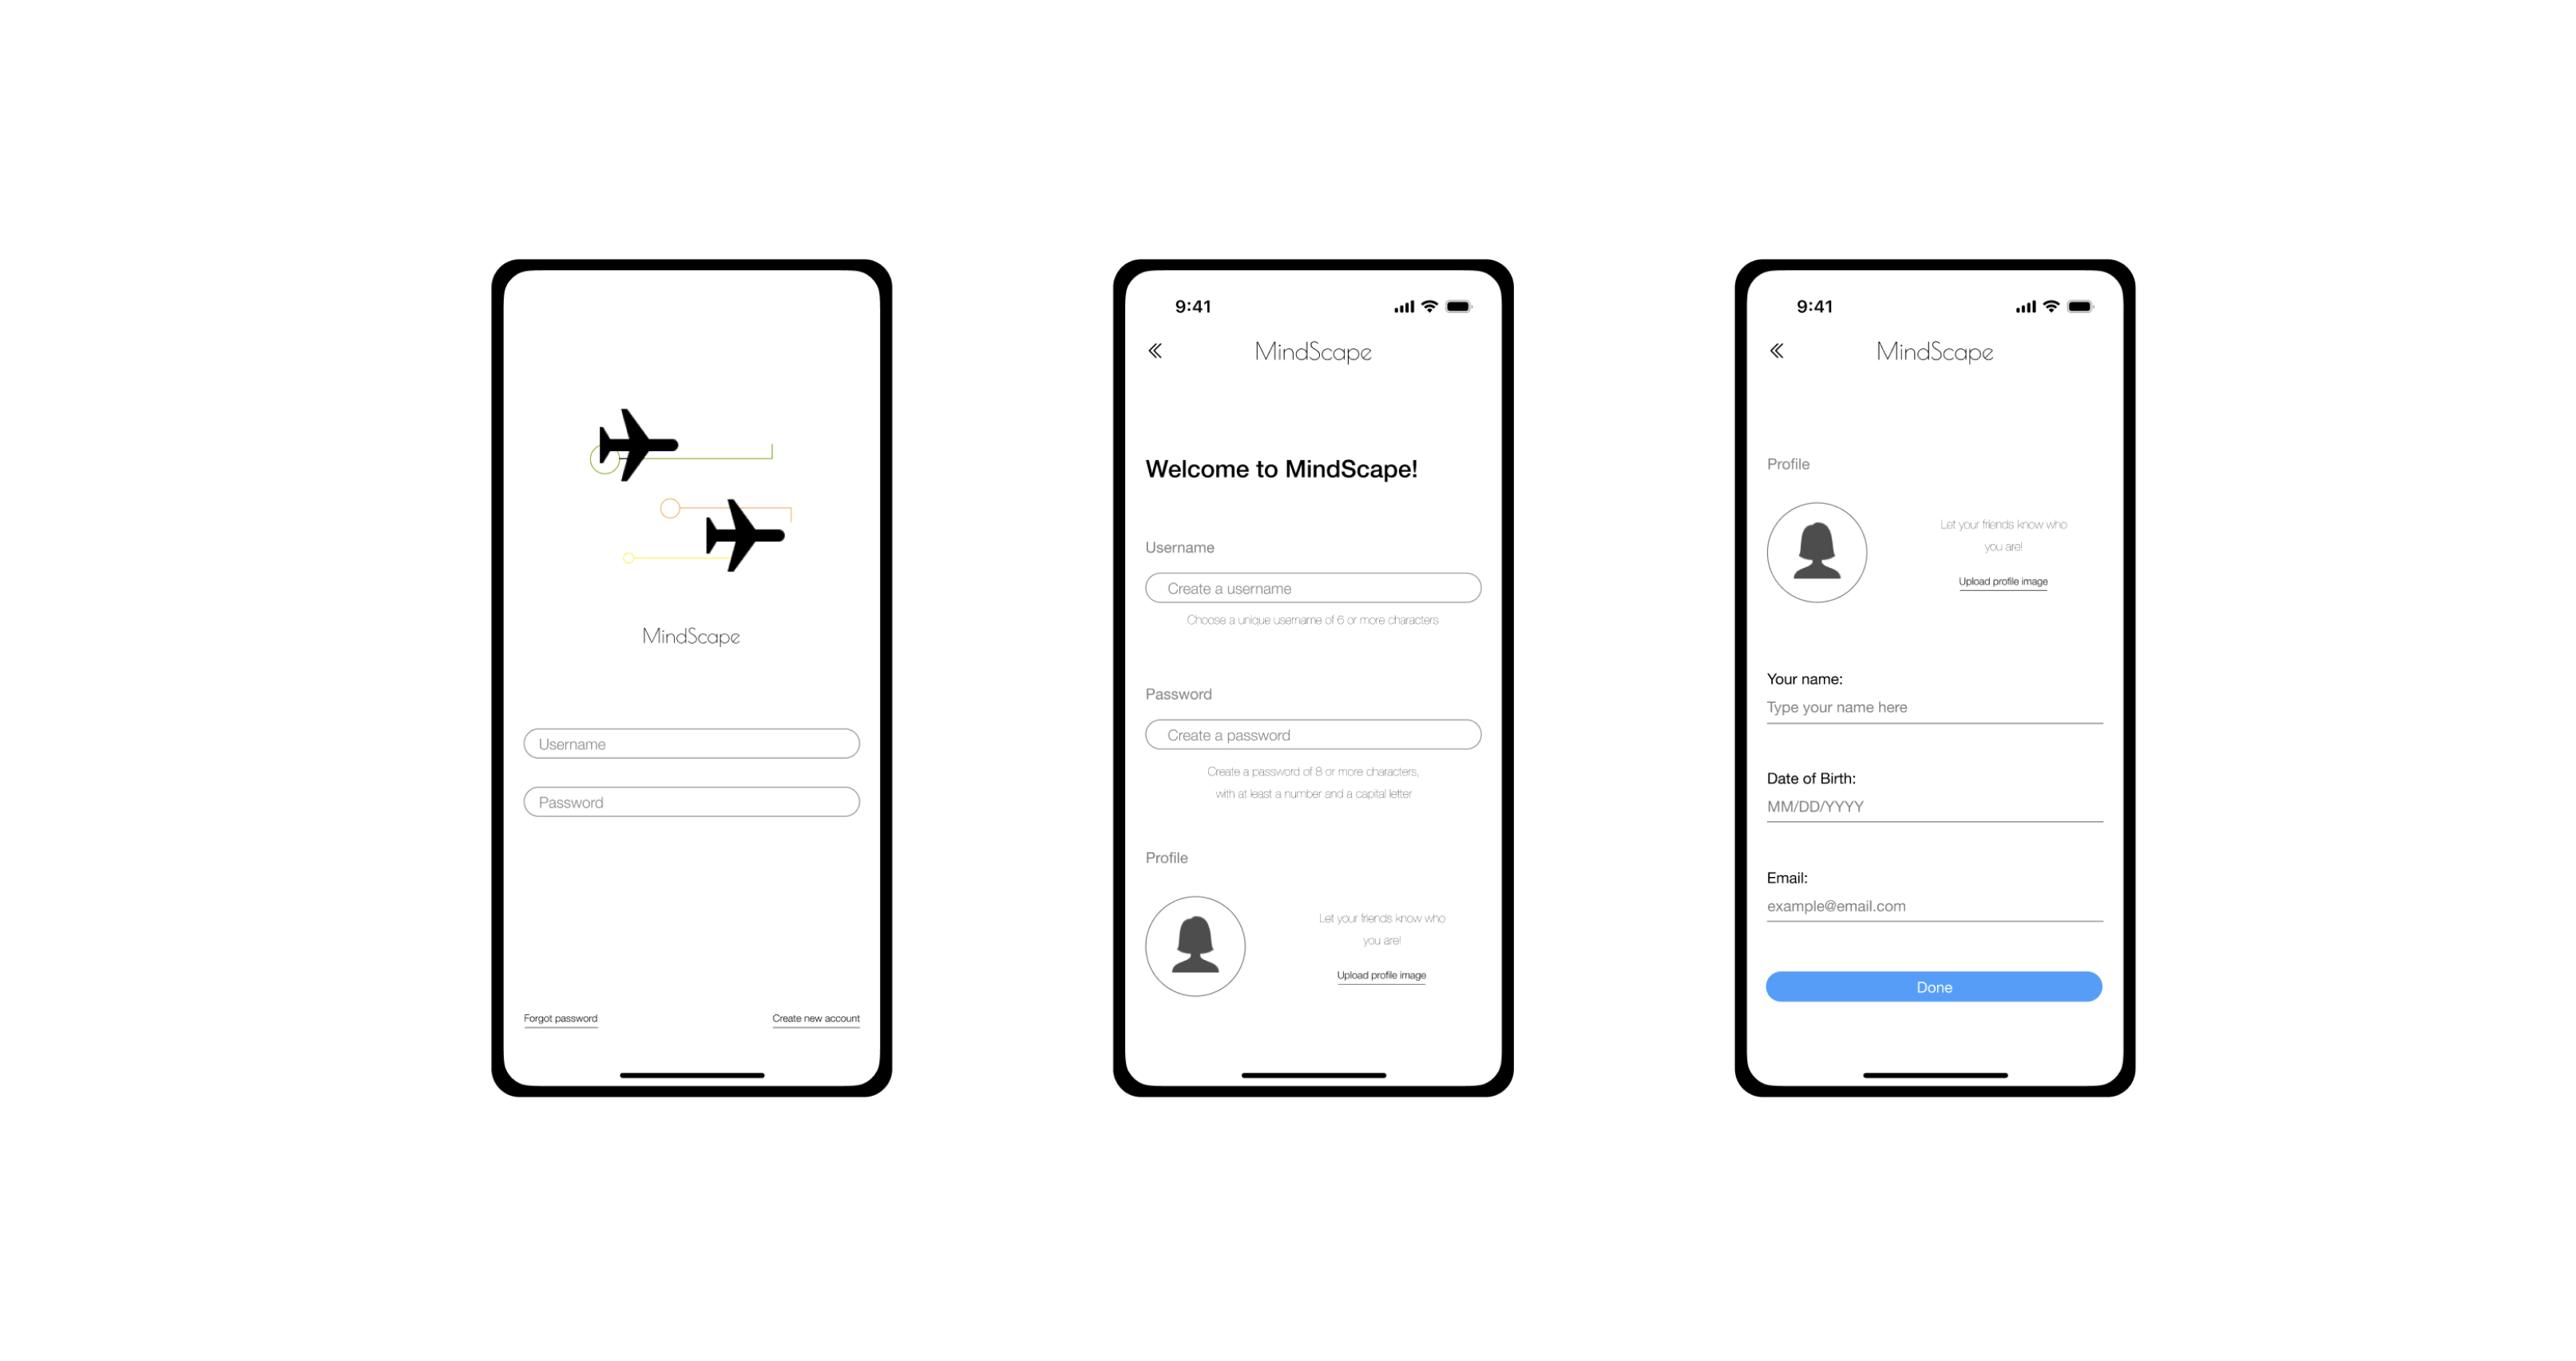 MindScape
Username
Password
Forgot password
Create new account
9:41
MindScape
Welcome to MindScape!
Username
Create a username
Choose a unique username of 6 or more characters
Password
Create a password
Create a password of 8 or more characters,
with at least a number and a capital letter
Profile
Let your friends know who
you are!
Upload profile image
9:41
MindScape
Profile
Let your friends know who
you are!
Upload profile image
Your name:
Type your name here
Date of Birth:
MM/DD/YYYY
Email:
example@email.com
Done